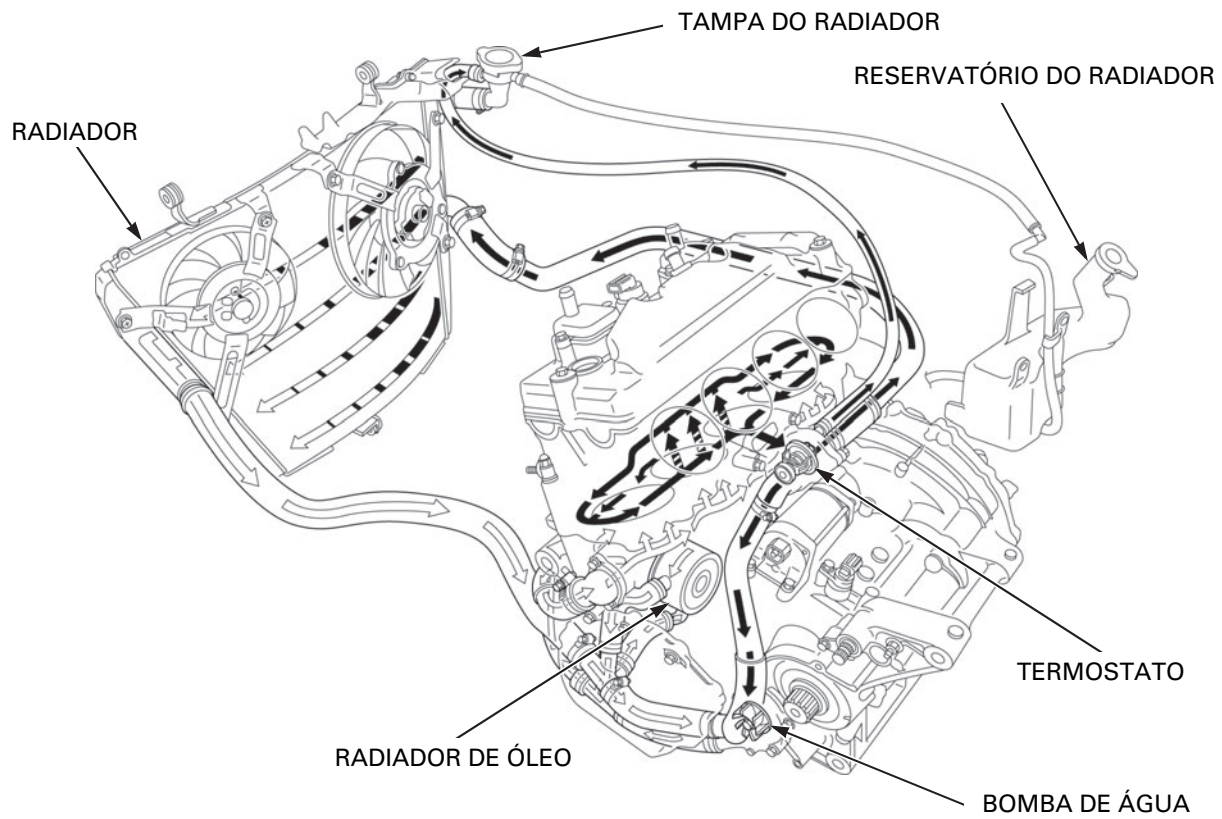 TAMPA DO RADIADOR
RESERVATÓRIO DO RADIADOR
RADIADOR
TERMOSTATO
RADIADOR DE ÓLEO
BOMBA DE ÁGUA